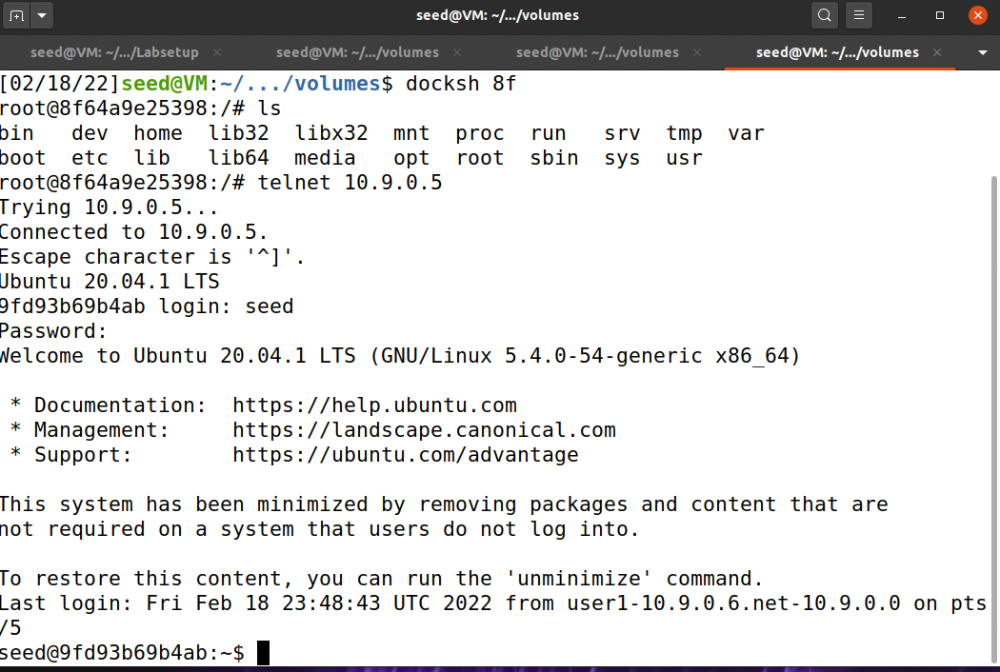 seed@VM: ~/.../volumes
seed@VM: ~/.../Labsetup
seed@VM: ~/.../volumes
seed@VM: ~/.../volumes
seed@VM: ~/.../volumes
[02/18/22]seed@VM:~/.../volumes$ docksh 8f
root@8f64a9e25398:/# ls
bin   dev  home  lib32  libx32  mnt  proc  run   srv  tmp  var
boot  etc  lib   lib64  media   opt  root  sbin  sys  usr
root@8f64a9e25398:/# telnet 10.9.0.5
Trying 10.9.0.5...
Connected to 10.9.0.5.
Escape character is '^]'.
Ubuntu 20.04.1 LTS
9fd93b69b4ab login: seed
Password:
Welcome to Ubuntu 20.04.1 LTS (GNU/Linux 5.4.0-54-generic x86_64)
 * Documentation:  https://help.ubuntu.com
 * Management:     https://landscape.canonical.com
 * Support:        https://ubuntu.com/advantage
This system has been minimized by removing packages and content that are
not required on a system that users do not log into.
To restore this content, you can run the 'unminimize' command.
Last login: Fri Feb 18 23:48:43 UTC 2022 from user1-10.9.0.6.net-10.9.0.0 on pts
/5
seed@9fd93b69b4ab:~$